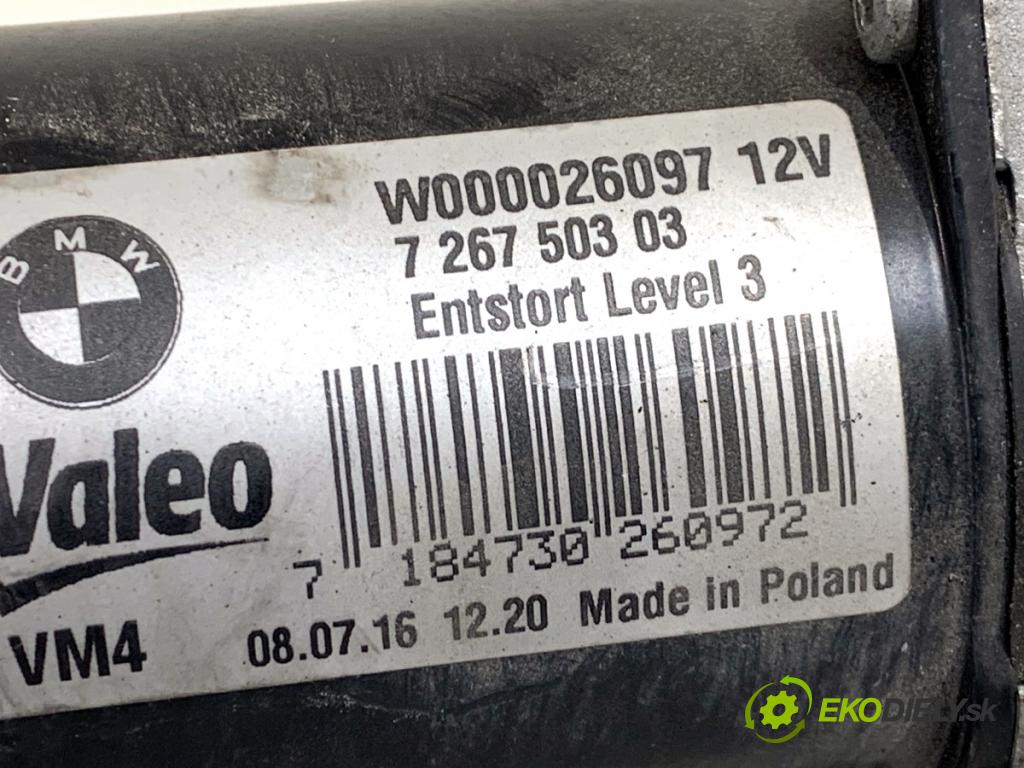 W000026097 12V
7 267 503 03
Entstort Level 3
BMW
Valeo
7 184730 260972
VM4 08.07.16 12.20 Made in Poland
EKODIELY.sk